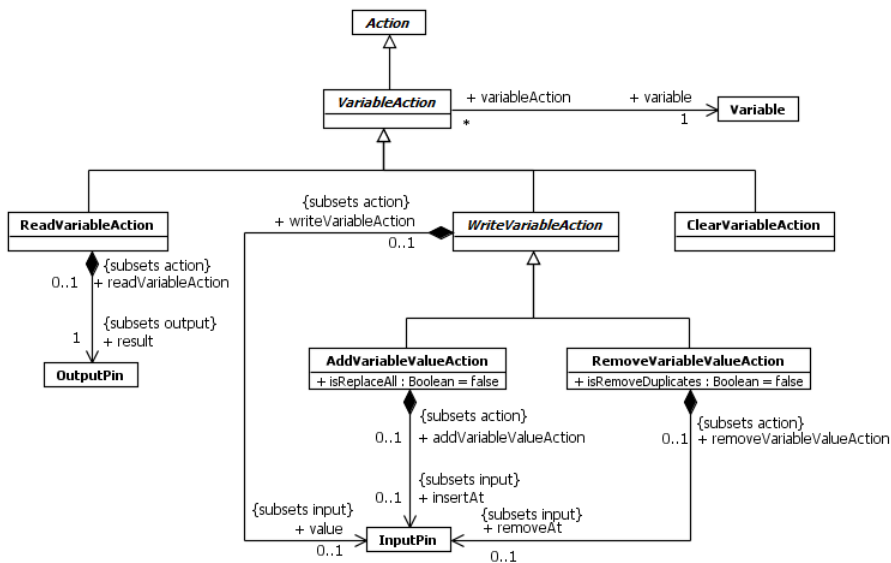 Action
VariableAction
+ variableAction
+ variable
*
1
Variable
ReadVariableAction
{subsets action}
+ writeVariableAction
0..1
WriteVariableAction
ClearVariableAction
{subsets action}
0..1
+ readVariableAction
{subsets output}
1
+ result
OutputPin
AddVariableValueAction
+ isReplaceAll : Boolean = false
RemoveVariableValueAction
+ isRemoveDuplicates : Boolean = false
{subsets action}
0..1
+ addVariableValueAction
{subsets action}
0..1
+ removeVariableValueAction
{subsets input}
0..1
+ insertAt
{subsets input}
+ value
0..1
InputPin
{subsets input}
+ removeAt
0..1